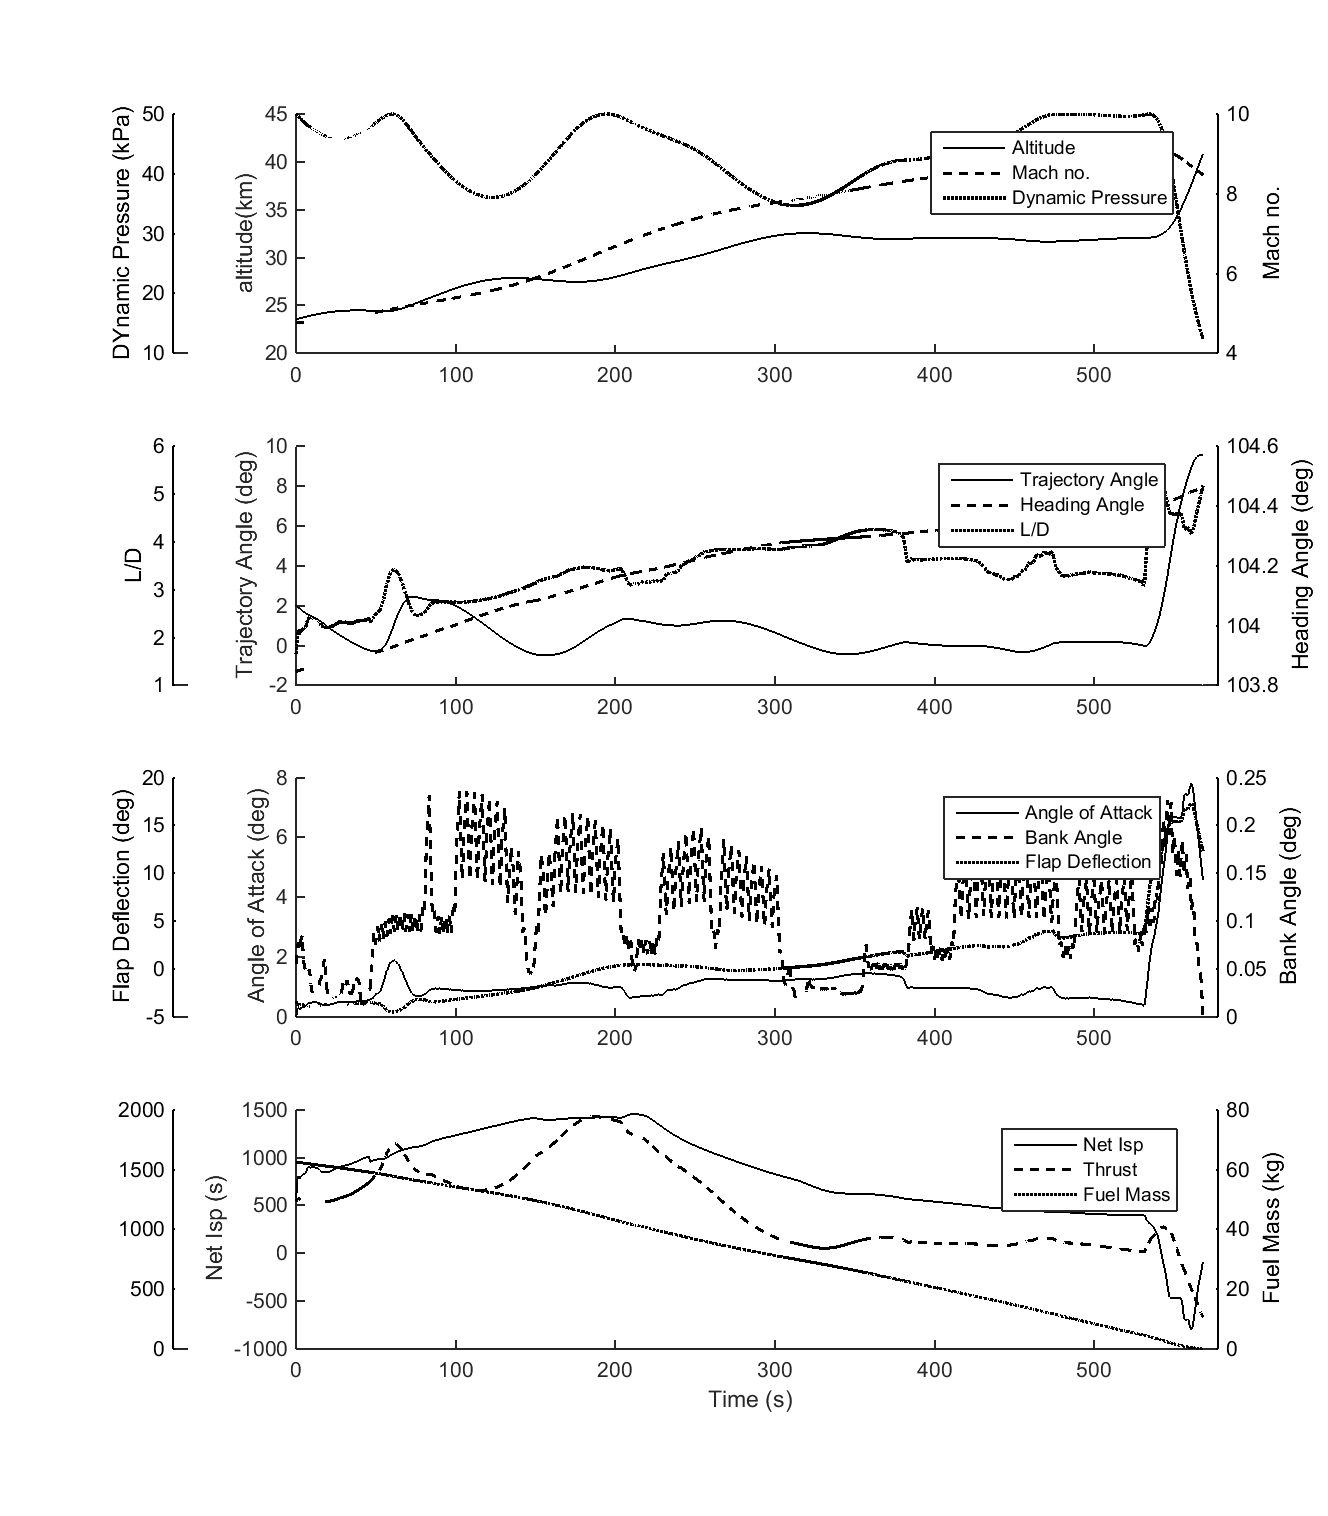 DYnamic Pressure (kPa)
50
40
30
20
10
altitude(km)
45
40
35
30
25
20
0 100 200 300 400 500
Altitude
Mach no.
Dynamic Pressure
10
8
6
4
Mach no.
L/D
6
5
4
3
2
1
Trajectory Angle (deg)
10
8
6
4
2
0
-2
0 100 200 300 400 500
Trajectory Angle
Heading Angle
L/D
104.6
104.4
104.2
104
103.8
Heading Angle (deg)
Flap Deflection (deg)
20
15
10
5
0
-5
Angle of Attack (deg)
8
6
4
2
0
0 100 200 300 400 500
Angle of Attack
Bank Angle
Flap Deflection
0.25
0.2
0.15
0.1
0.05
0
Bank Angle (deg)
2000
1500
1000
500
0
Net Isp (s)
1500
1000
500
0
-500
-1000
0 100 200 300 400 500
Net Isp
Thrust
Fuel Mass
80
60
40
20
0
Fuel Mass (kg)
Time (s)